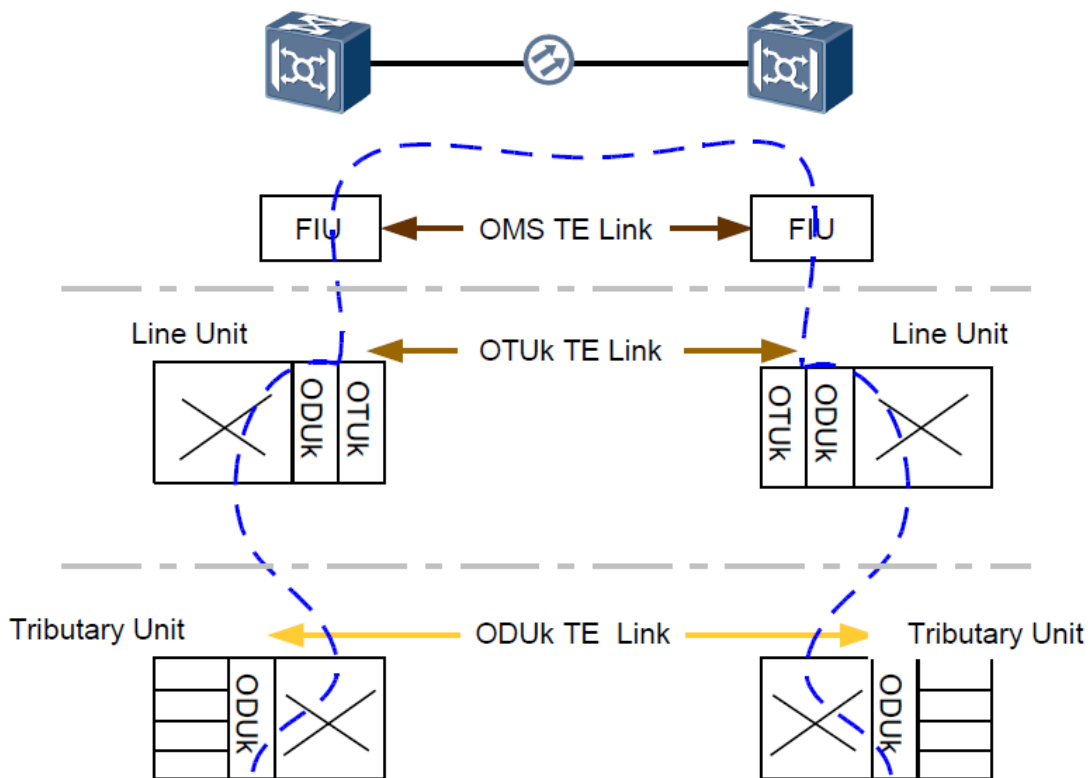 FIU
OMS TE Link
FIU
Line Unit
OTUk TE Link
Line Unit
ODUk
OTUk
OTUk
ODUk
Tributary Unit
ODUk TE Link
Tributary Unit
ODUk
ODUk